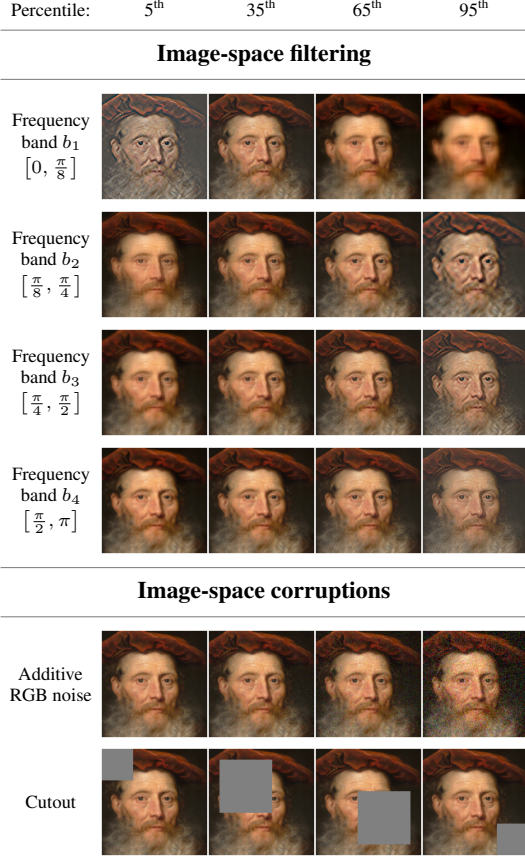 Percentile: 5th 35th 65th 95th
Image-space filtering
Frequency
band b₁
[0, π/8]
Frequency
band b₂
[π/8, π/4]
Frequency
band b₃
[π/4, π/2]
Frequency
band b₄
[π/2, π]
Image-space corruptions
Additive
RGB noise
Cutout